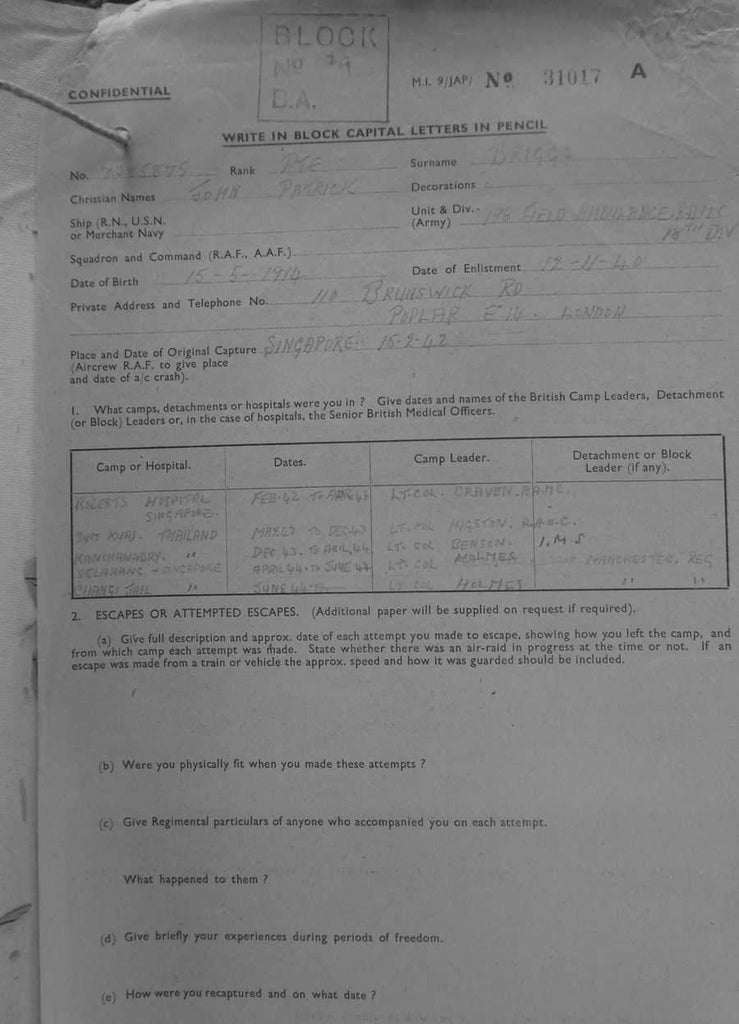 BLOCK
No 79
B.A.
M.I. 9/JAP/ No 31017 A
CONFIDENTIAL
WRITE IN BLOCK CAPITAL LETTERS IN PENCIL
No. Rank PTE Surname BRIGGS
Christian Names JOHN PATRICK Decorations
Ship (R.N., U.S.N. or Merchant Navy
Unit & Div. (Army) 196 FIELD AMBULANCE R.A.M.C
18TH DIV
Squadron and Command (R.A.F., A.A.F.)
Date of Birth 15-5-1914 Date of Enlistment 12-11-40
Private Address and Telephone No. 110 BRUNSWICK RD
POPLAR E 14. LONDON
Place and Date of Original Capture SINGAPORE. 15-2-42
(Aircrew R.A.F. to give place
and date of a/c crash).
1. What camps, detachments or hospitals were you in ? Give dates and names of the British Camp Leaders, Detachment
(or Block) Leaders or, in the case of hospitals, the Senior British Medical Officers.
Camp or Hospital. Dates. Camp Leader. Detachment or Block
Leader (if any).
ROBERTS HOSPITAL FEB.42 TO APR 43 LT.COL. CRAVEN. R.A.M.C.
SINGAPORE.
KURI. THAILAND TO DEC 43 LT. COL
KANCHANABERY. " DEC 43. TO APRIL.44 LT. COL BENSON. I.M.S
SELARANG - SINGAPORE APRIL 44 TO JUNE 44 LT. COL HOLMES MANCHESTER. REG
CHANGI JAIL " JUNE 44 TO LT COL HOLMES " "
2. ESCAPES OR ATTEMPTED ESCAPES. (Additional paper will be supplied on request if required).
(a) Give full description and approx. date of each attempt you made to escape, showing how you left the camp, and
from which camp each attempt was made. State whether there was an air-raid in progress at the time or not. If an
escape was made from a train or vehicle the approx. speed and how it was guarded should be included.
(b) Were you physically fit when you made these attempts ?
(c) Give Regimental particulars of anyone who accompanied you on each attempt.
What happened to them ?
(d) Give briefly your experiences during periods of freedom.
(e) How were you recaptured and on what date ?